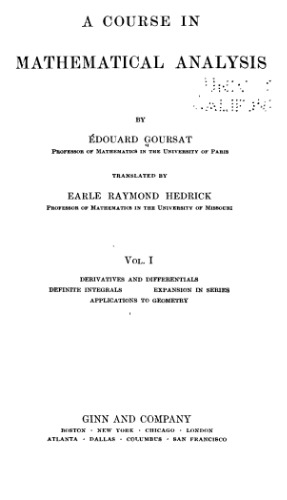 A COURSE IN
MATHEMATICAL ANALYSIS
BY
ÉDOUARD GOURSAT
PROFESSOR OF MATHEMATICS IN THE UNIVERSITY OF PARIS
TRANSLATED BY
EARLE RAYMOND HEDRICK
PROFESSOR OF MATHEMATICS IN THE UNIVERSITY OF MISSOURI
VOL. I
DERIVATIVES AND DIFFERENTIALS
DEFINITE INTEGRALS EXPANSION IN SERIES
APPLICATIONS TO GEOMETRY
GINN AND COMPANY
BOSTON · NEW YORK · CHICAGO · LONDON
ATLANTA · DALLAS · COLUMBUS · SAN FRANCISCO